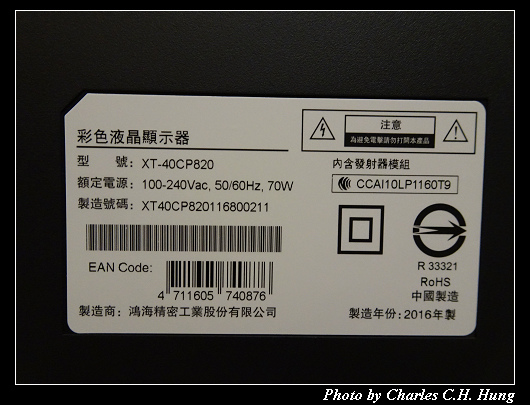 彩色液晶顯示器
注意
為避免電擊請勿打開本產品
型 號： XT-40CP820
額定電源： 100-240Vac, 50/60Hz, 70W
製造號碼： XT40CP820116800211
內含發射器模組
CCAI10LP1160T9
EAN Code:
4 711605 740876
R 33321
RoHS
中國製造
製造商： 鴻海精密工業股份有限公司
製造年份: 2016年製
Photo by Charles C.H. Hung